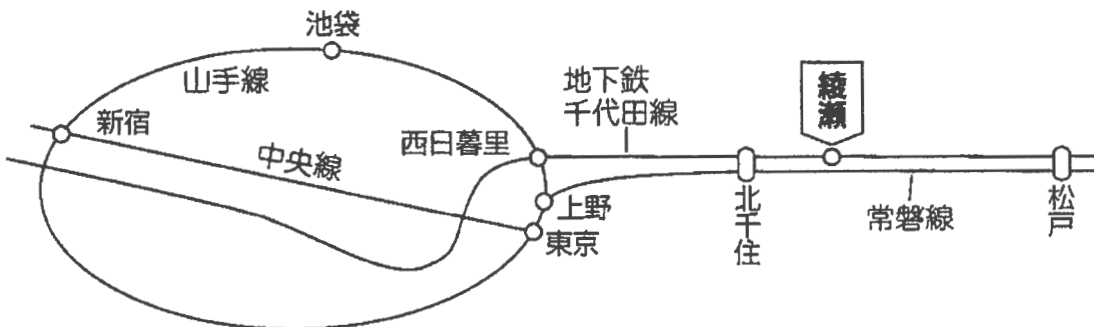 池袋
山手線
新宿
中央線
西日暮里
地下鉄
千代田線
綾瀬
上野
東京
北千住
常磐線
松戸